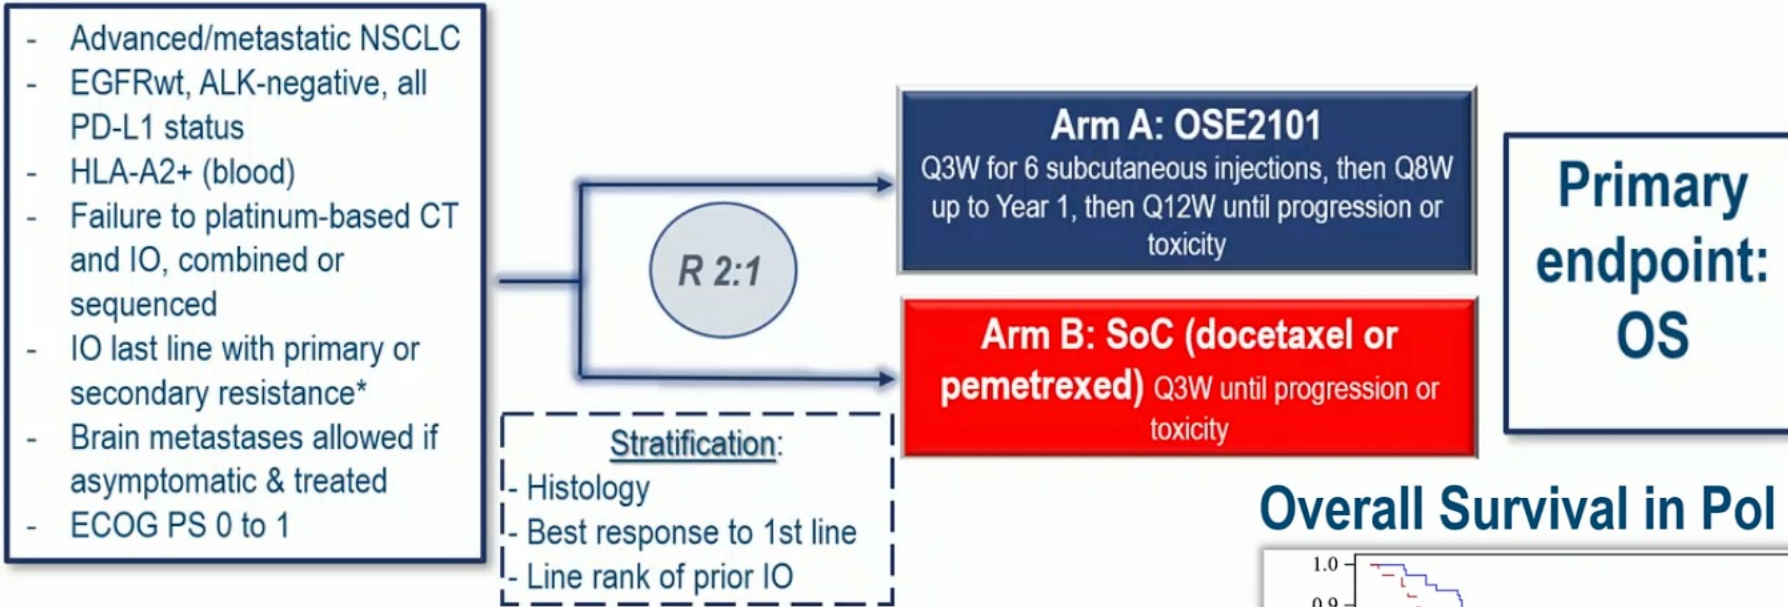 - Advanced/metastatic NSCLC
- EGFRwt, ALK-negative, all
PD-L1 status
- HLA-A2+ (blood)
- Failure to platinum-based CT
and IO, combined or
sequenced
- IO last line with primary or
secondary resistance*
- Brain metastases allowed if
asymptomatic & treated
- ECOG PS 0 to 1
R 2:1
Stratification:
- Histology
- Best response to 1st line
- Line rank of prior IO
Arm A: OSE2101
Q3W for 6 subcutaneous injections, then Q8W
up to Year 1, then Q12W until progression or
toxicity
Arm B: SoC (docetaxel or
pemetrexed) Q3W until progression or
toxicity
Primary
endpoint:
OS
Overall Survival in PoI
1.0
0.9